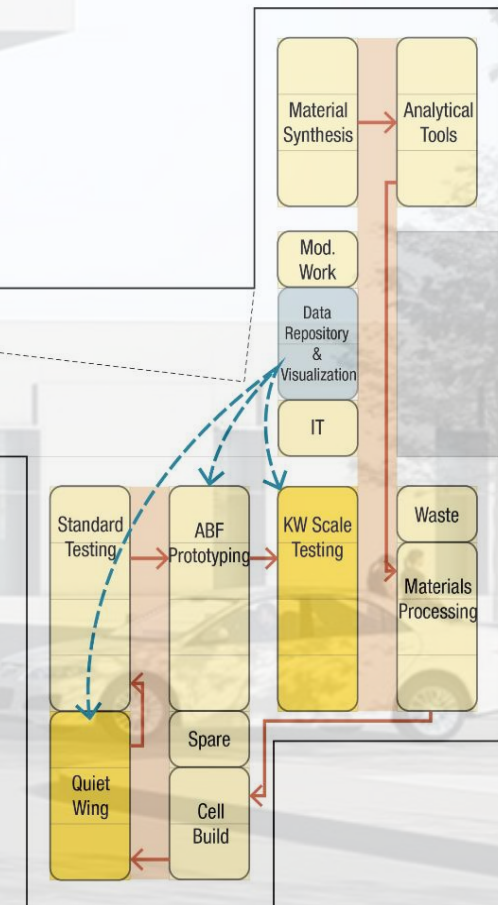 Material
Synthesis
Analytical
Tools
Mod.
Work
Data
Repository
&
Visualization
IT
Standard
Testing
ABF
Prototyping
KW Scale
Testing
Waste
Materials
Processing
Spare
Quiet
Wing
Cell
Build